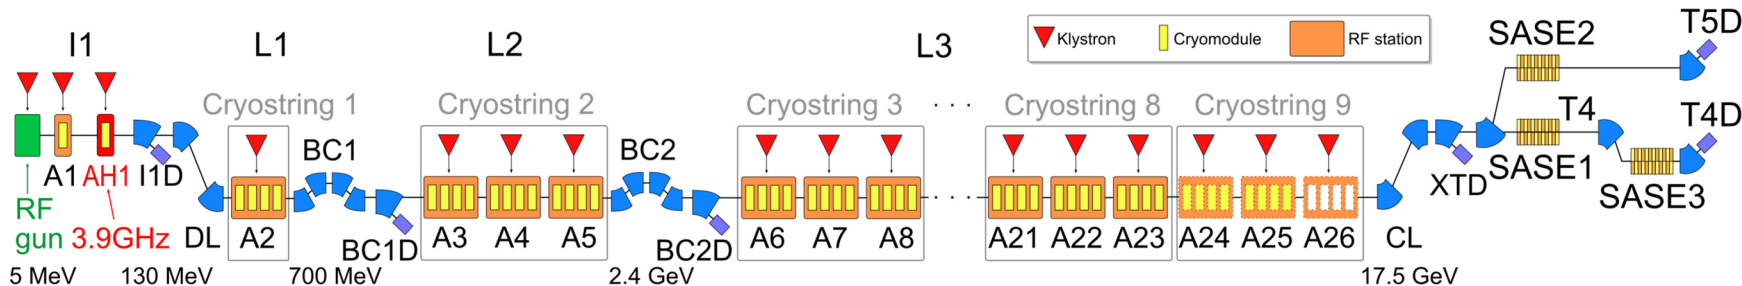 I1
L1
L2
L3
Klystron
Cryomodule
RF station
SASE2
T5D
Cryostring 1
Cryostring 2
Cryostring 3
. . .
Cryostring 8
Cryostring 9
T4
T4D
A1
AH1
I1D
BC1
BC2
SASE1
XTD
SASE3
RF
gun
3.9GHz
DL
A2
BC1D
A3
A4
A5
BC2D
A6
A7
A8
. . .
A21
A22
A23
A24
A25
A26
CL
5 MeV
130 MeV
700 MeV
2.4 GeV
17.5 GeV